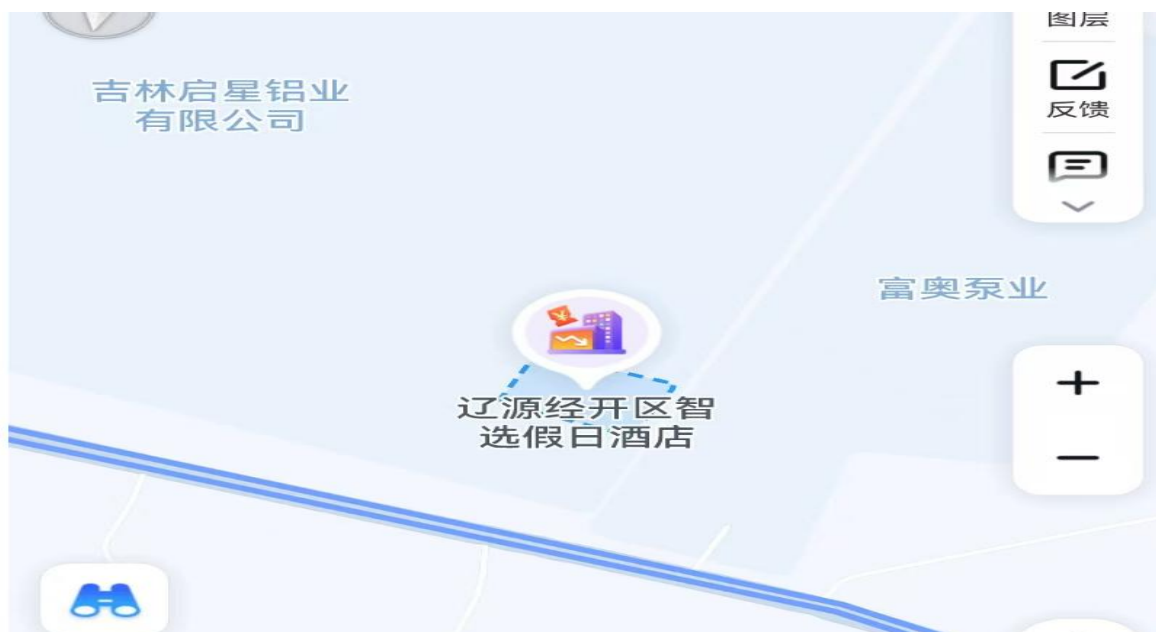 图层
吉林启星铝业
有限公司
反馈
富奥泵业
¥
辽源经开区智
选假日酒店
+
—